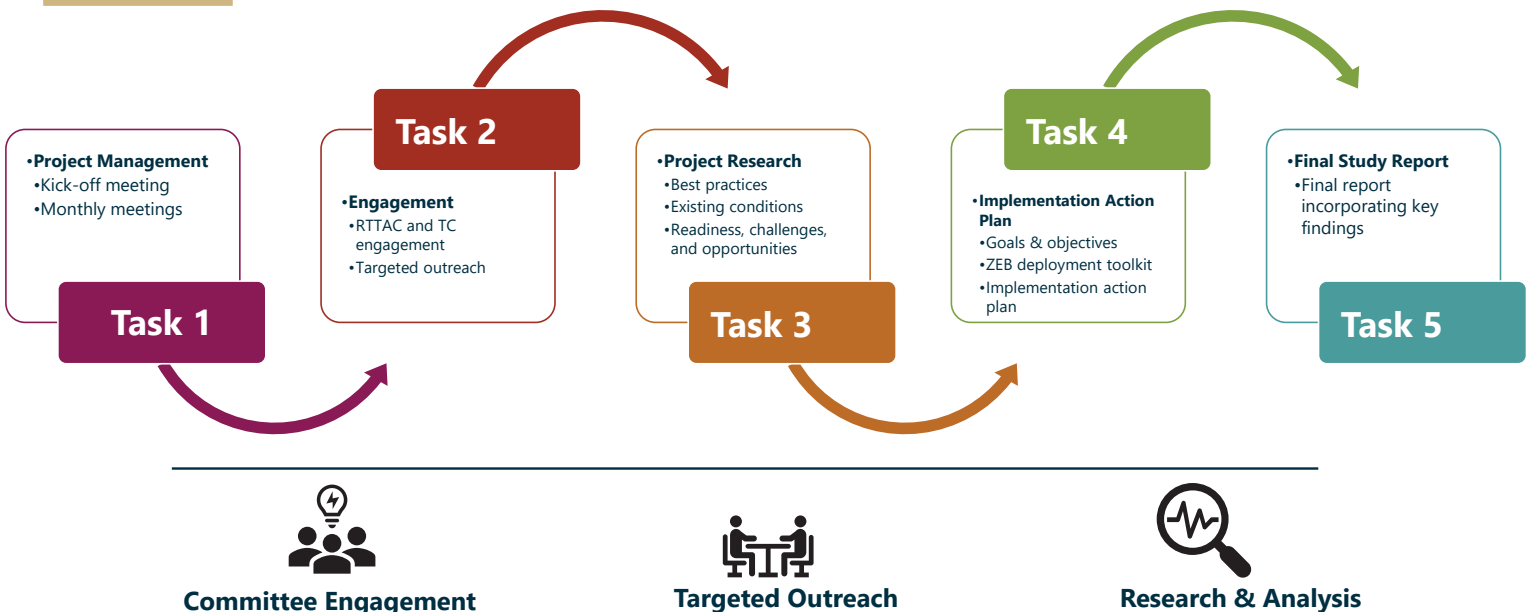 •Project Management
•Kick-off meeting
•Monthly meetings
Task 1
Task 2
•Engagement
•RTTAC and TC
engagement
•Targeted outreach
•Project Research
•Best practices
•Existing conditions
•Readiness, challenges,
and opportunities
Task 3
Task 4
•Implementation Action
Plan
•Goals & objectives
•ZEB deployment toolkit
•Implementation action
plan
•Final Study Report
•Final report
incorporating key
findings
Task 5
Committee Engagement
Targeted Outreach
Research & Analysis